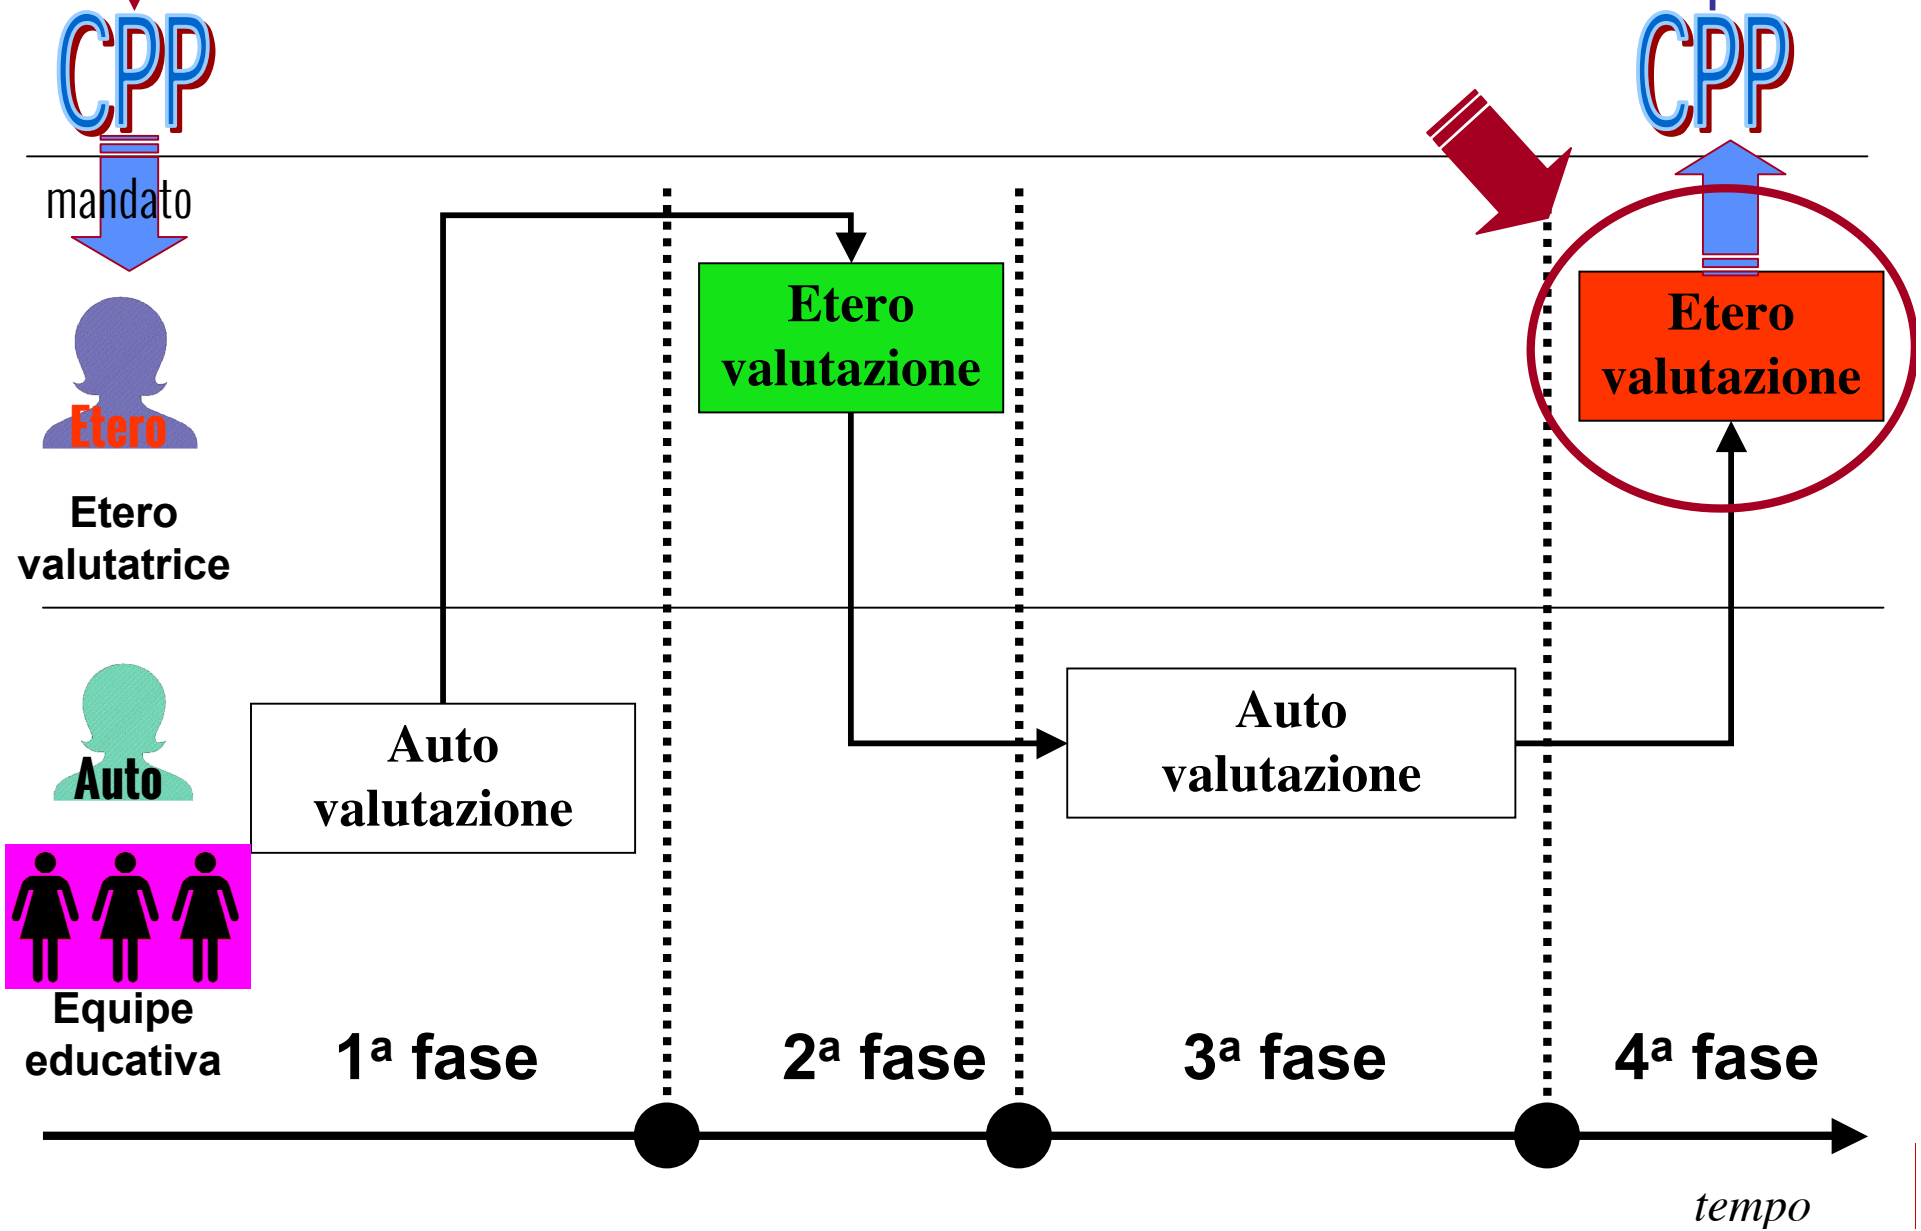 CPP
CPP
mandato
Etero
valutazione
Etero
valutazione
Etero
Etero
valutatrice
Auto
valutazione
Auto
valutazione
Auto
Equipe
educativa
1ª fase
2ª fase
3ª fase
4ª fase
tempo